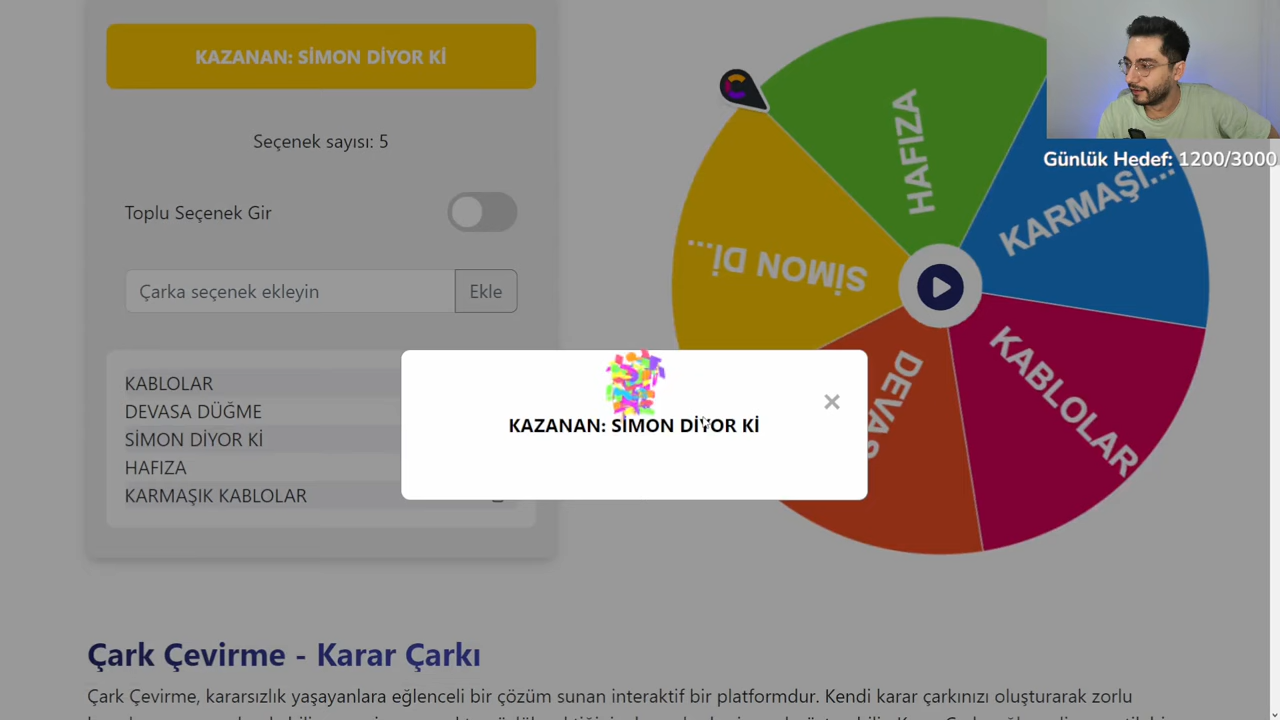 KAZANAN: SİMON DİYOR Kİ
Seçenek sayısı: 5
Toplu Seçenek Gir
Çarka seçenek ekleyin
Ekle
KABLOLAR
DEVASA DÜĞME
SİMON DİYOR Kİ
HAFIZA
KARMAŞIK KABLOLAR
HAFIZA
KARMAŞI...
KABLOLAR
DEVAS
SİMON Dİ...
Günlük Hedef: 1200/3000
KAZANAN: SİMON DİYOR Kİ
Çark Çevirme - Karar Çarkı
Çark Çevirme, kararsızlık yaşayanlara eğlenceli bir çözüm sunan interaktif bir platformdur. Kendi karar çarkınızı oluşturarak zorlu